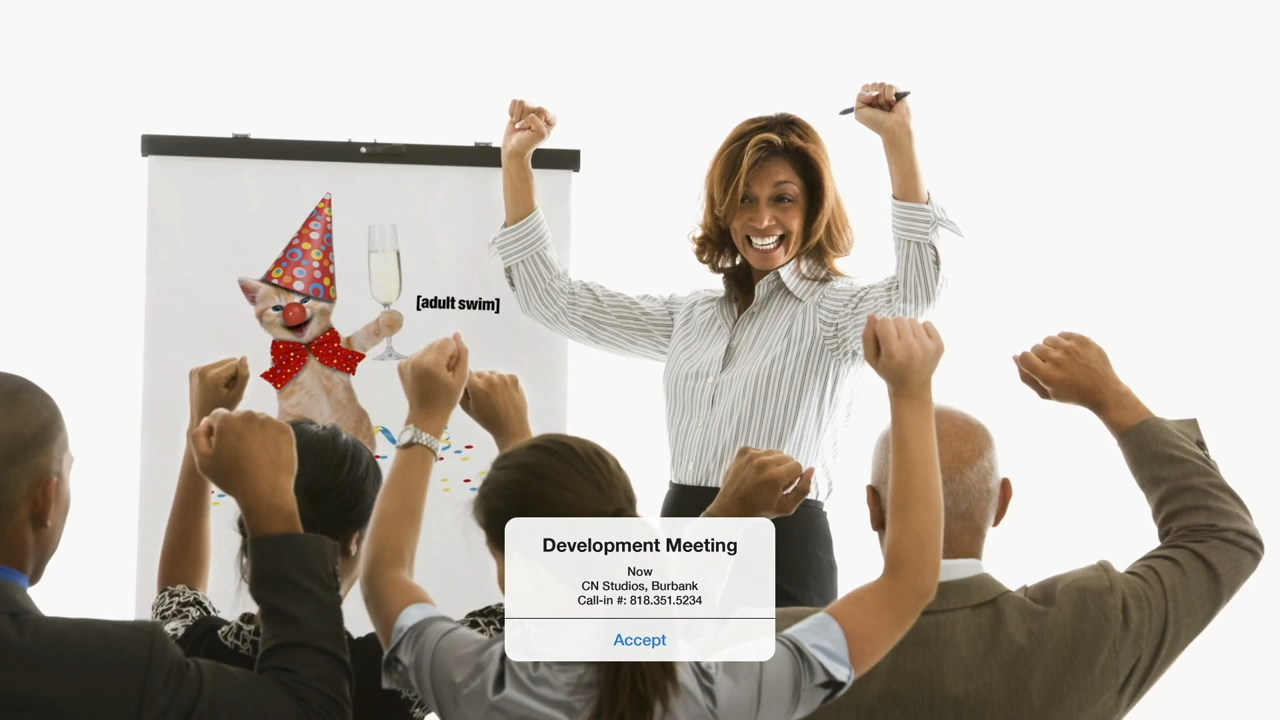 [adult swim]
Development Meeting
Now
CN Studios, Burbank
Call-in #: 818.351.5234
Accept